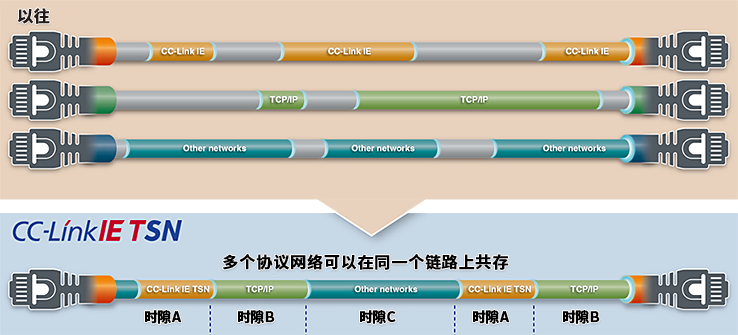 以往
CC-Link IE CC-Link IE CC-Link IE
TCP/IP TCP/IP
Other networks Other networks Other networks
CC-Link IE TSN
多个协议网络可以在同一个链路上共存
CC-Link IE TSN TCP/IP Other networks CC-Link IE TSN TCP/IP
时隙A 时隙B 时隙C 时隙A 时隙B